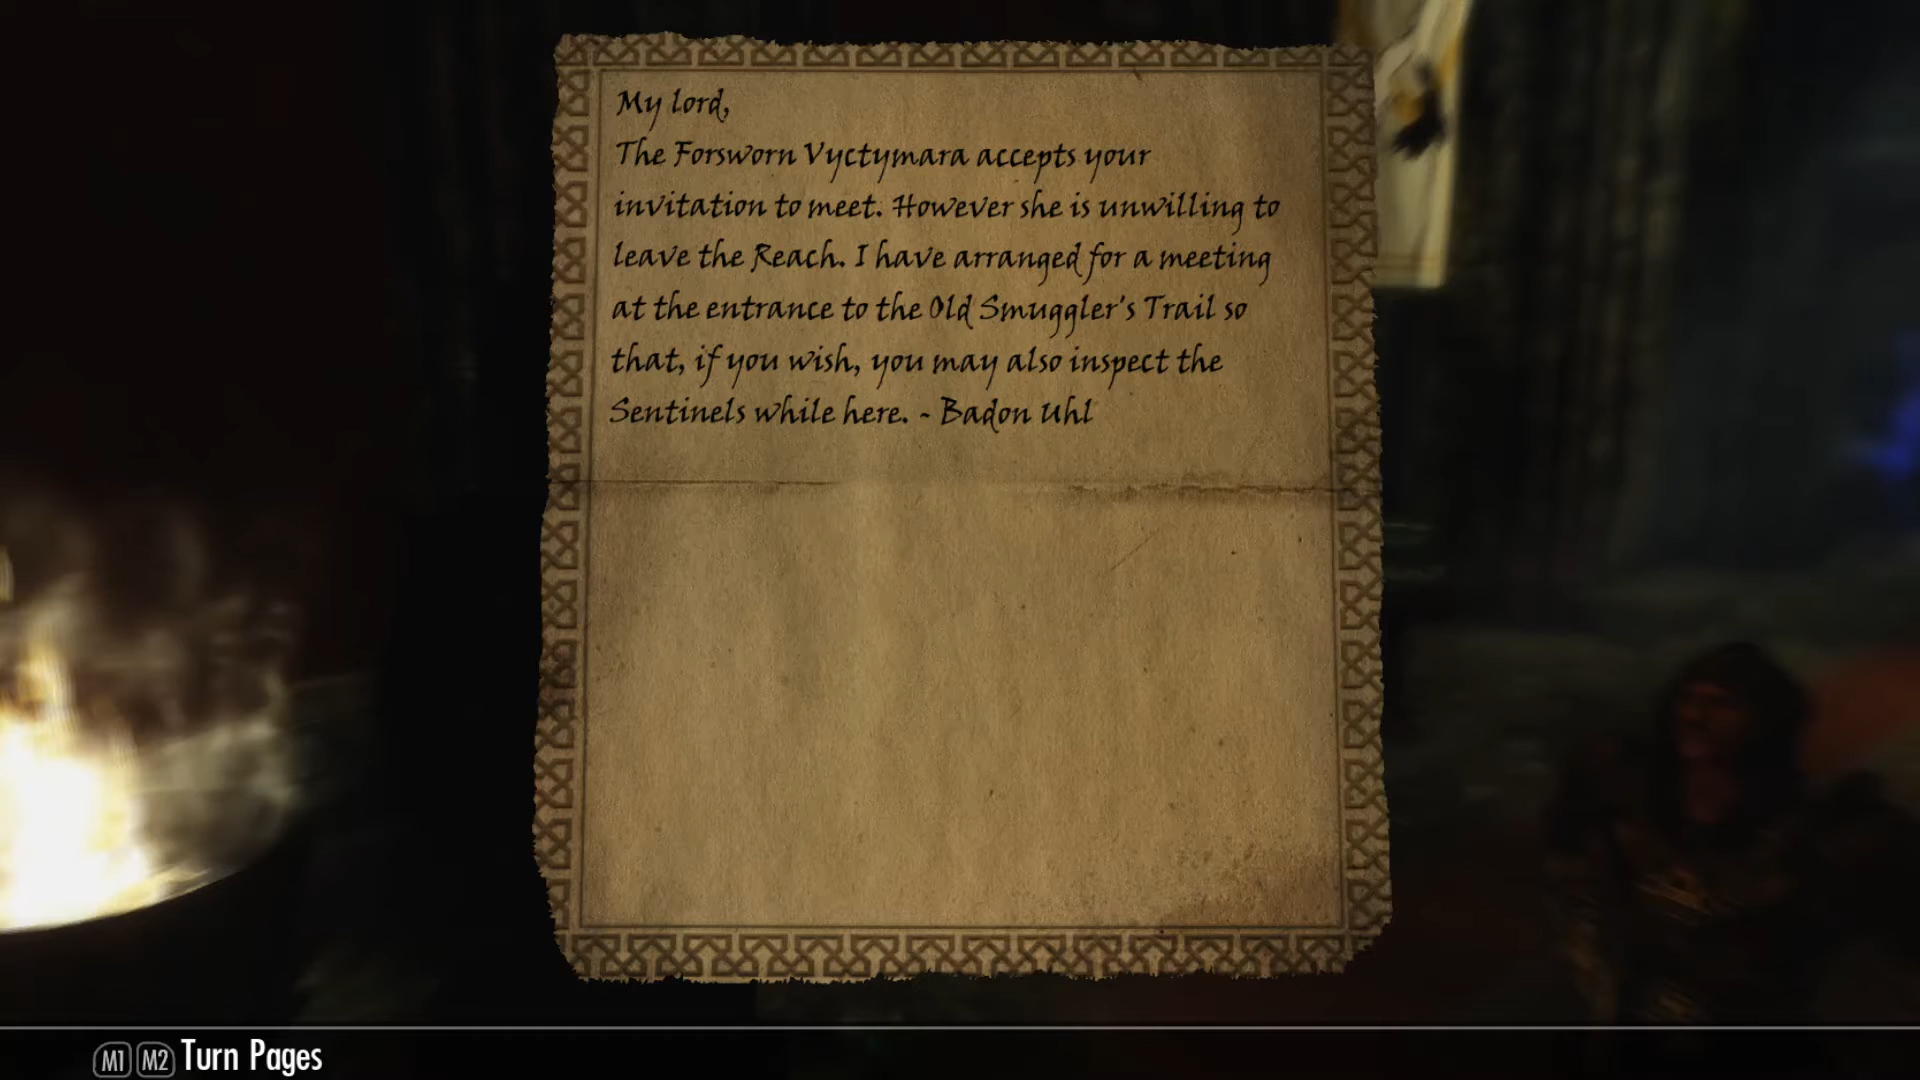 My lord,
The Forsworn Vyctymara accepts your
invitation to meet. However she is unwilling to
leave the Reach. I have arranged for a meeting
at the entrance to the Old Smuggler's Trail so
that, if you wish, you may also inspect the
Sentinels while here. - Badon Uhl
M1 M2 Turn Pages